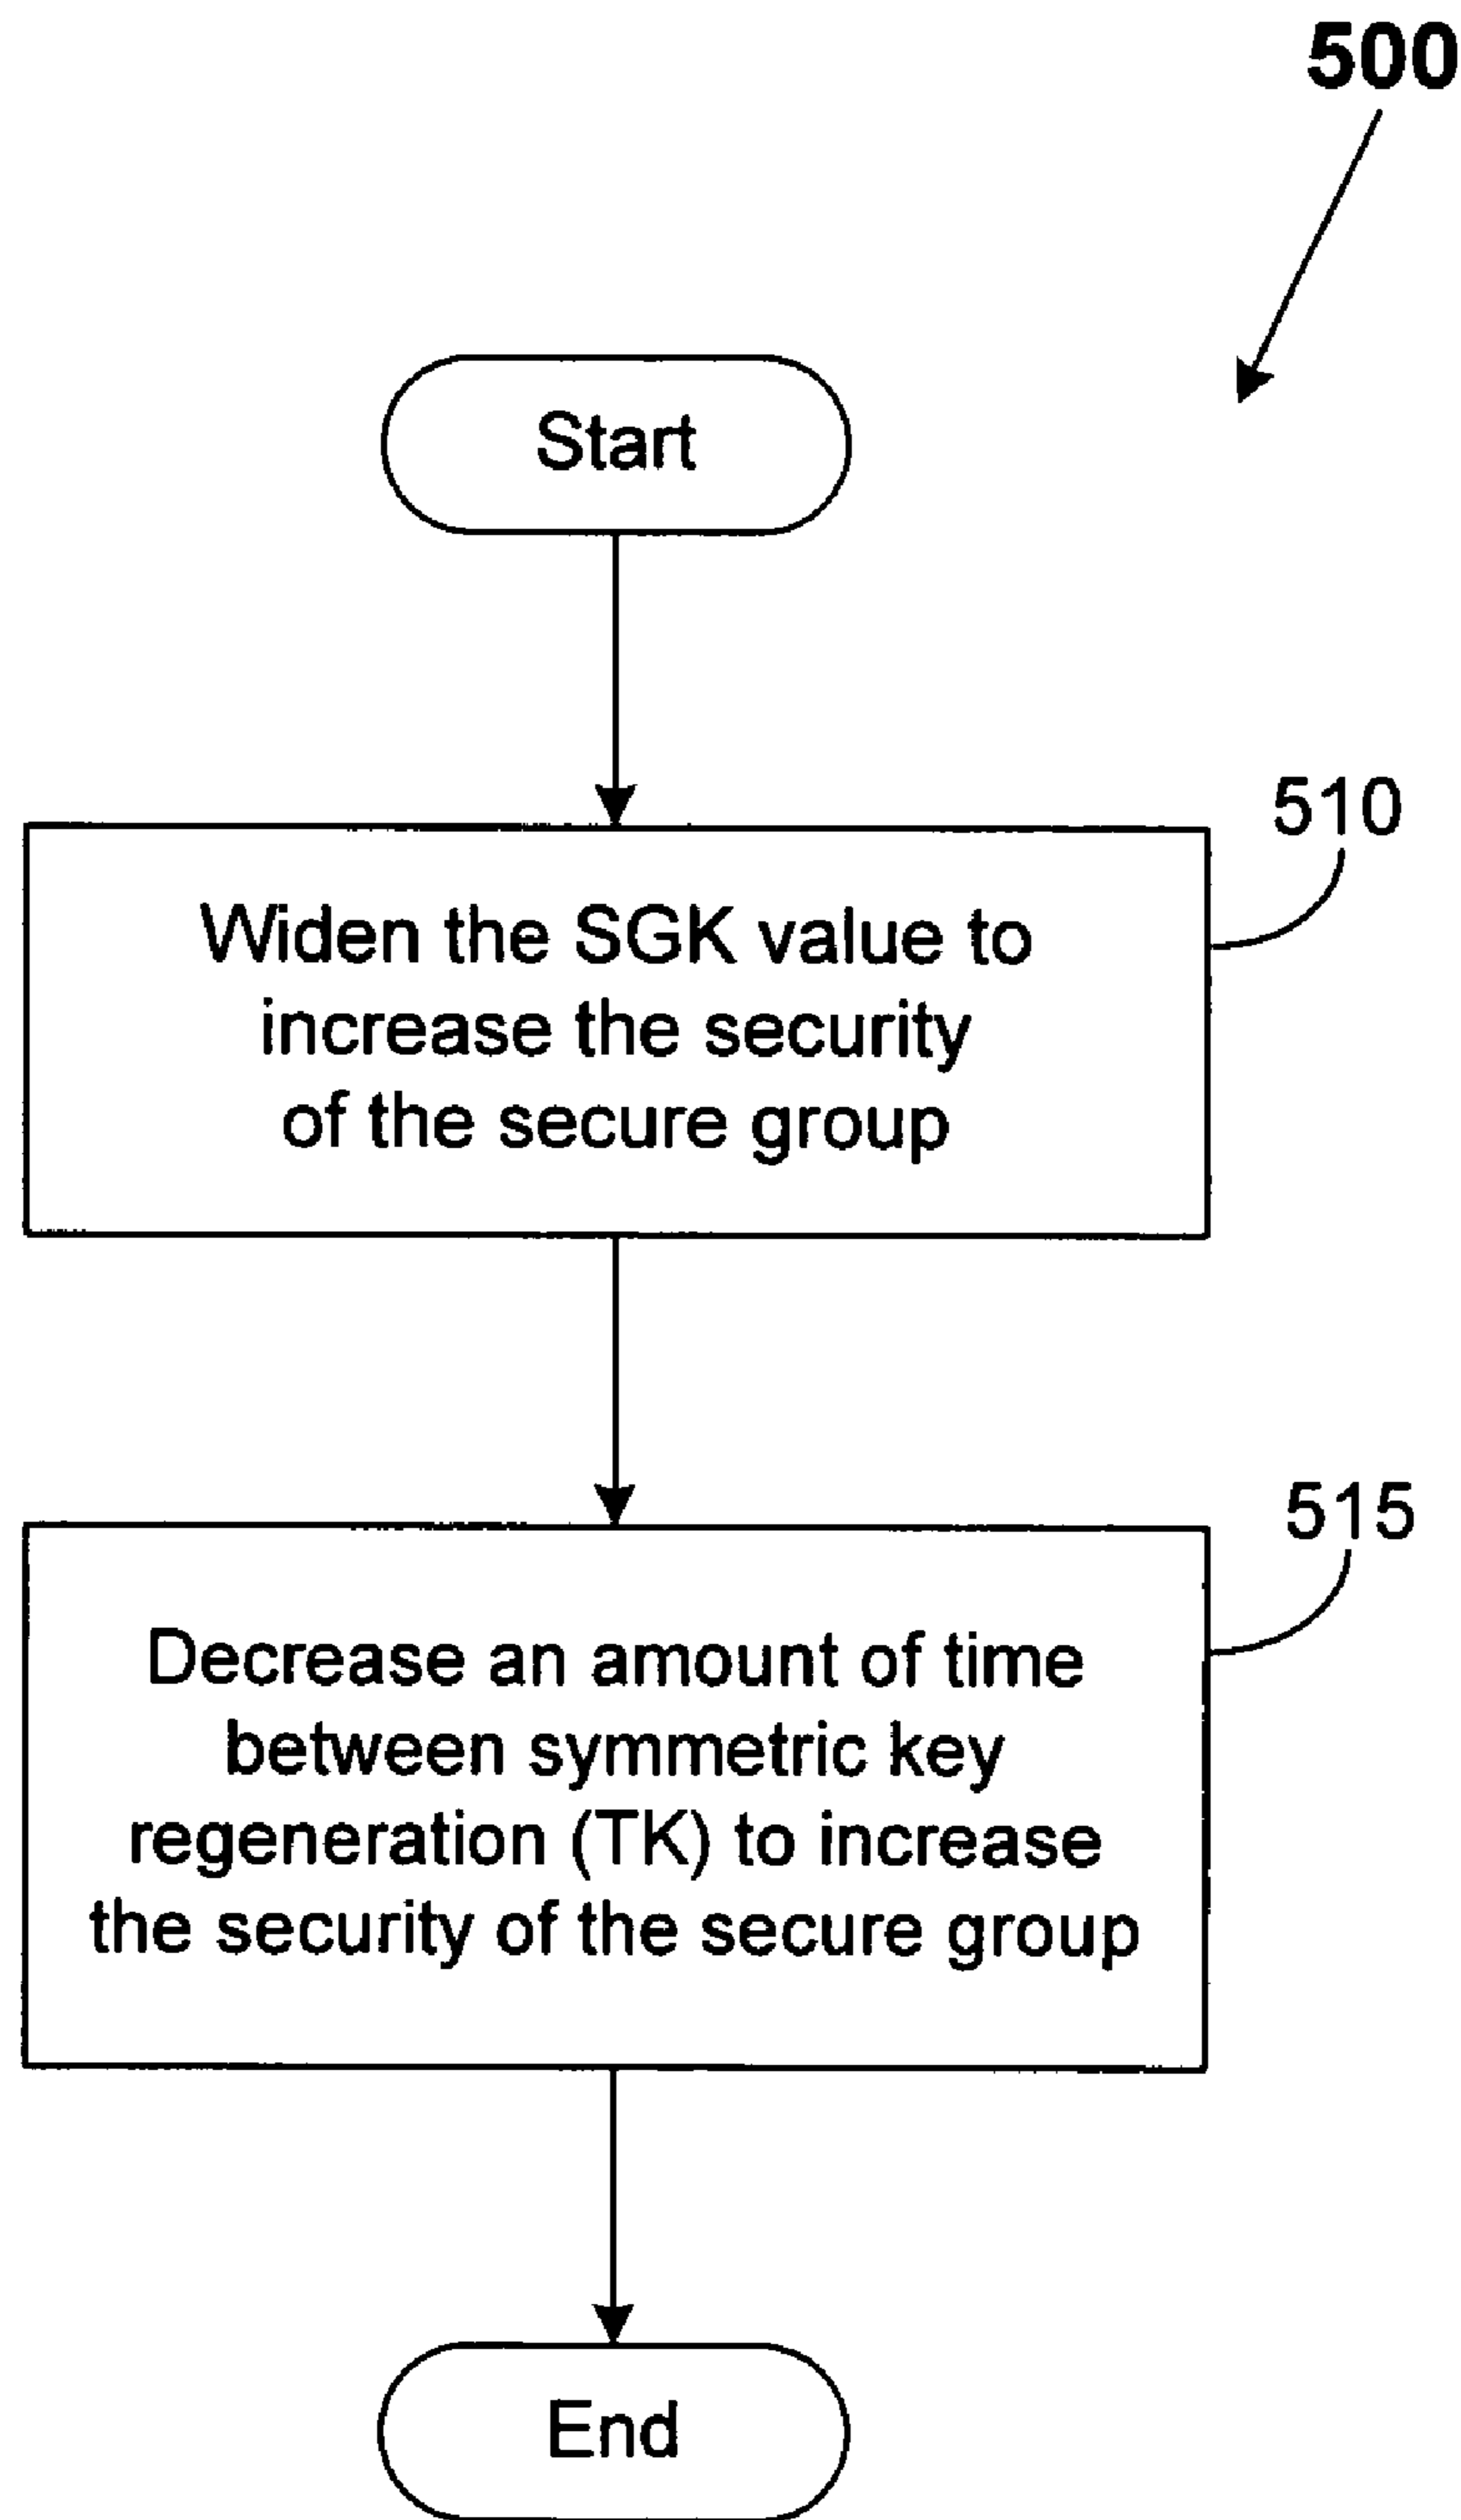 500
Start
510
Widen the SGK value to
increase the security
of the secure group
515
Decrease an amount of time
between symmetric key
regeneration (TK) to increase
the security of the secure group
End